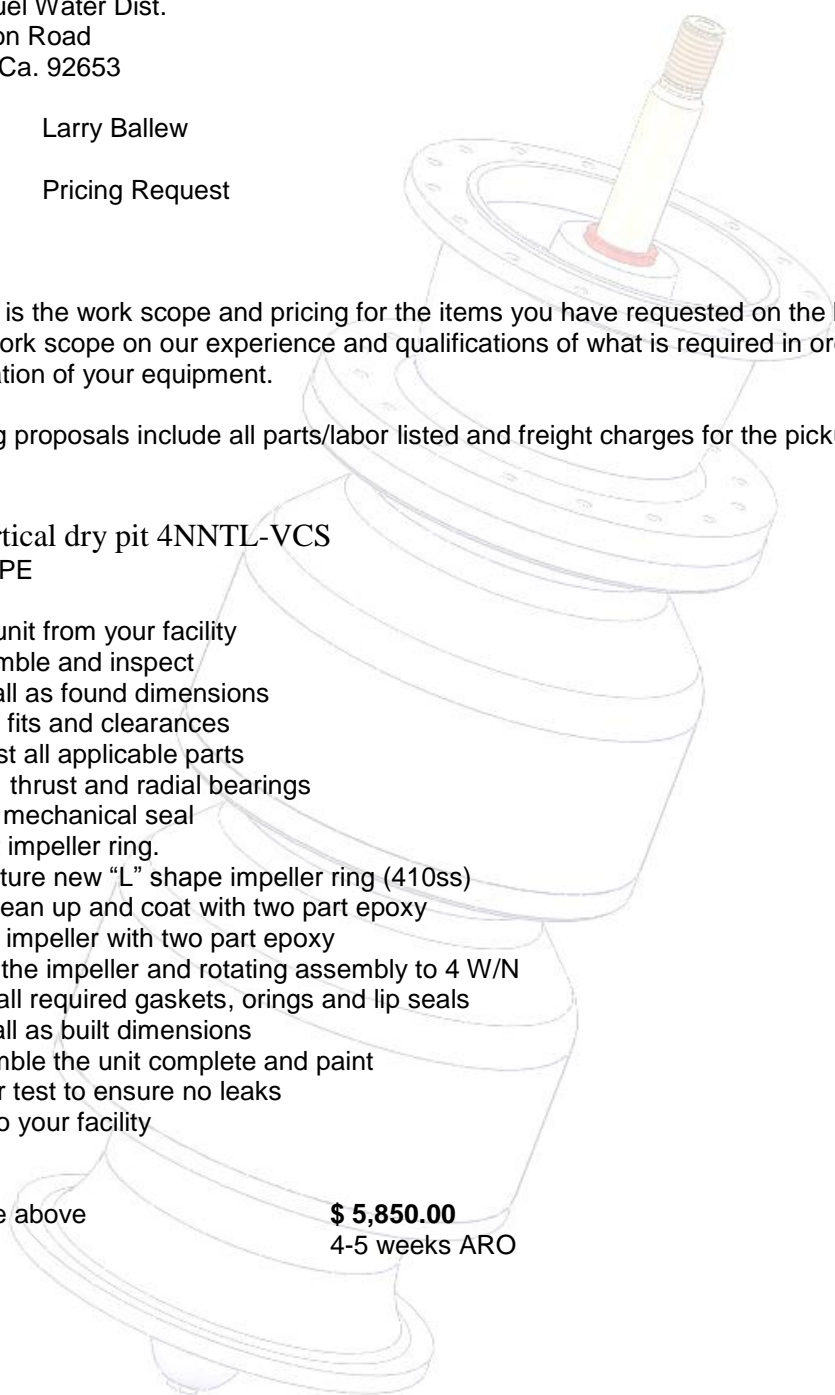 uel Water Dist.
on Road
Ca. 92653
Larry Ballew
Pricing Request
is the work scope and pricing for the items you have requested on the
ork scope on our experience and qualifications of what is required in or
ation of your equipment.
g proposals include all parts/labor listed and freight charges for the pick
rtical dry pit 4NNTL-VCS
PE
unit from your facility
mble and inspect
all as found dimensions
fits and clearances
st all applicable parts
thrust and radial bearings
mechanical seal
impeller ring.
ture new “L” shape impeller ring (410ss)
ean up and coat with two part epoxy
impeller with two part epoxy
the impeller and rotating assembly to 4 W/N
all required gaskets, orings and lip seals
all as built dimensions
mble the unit complete and paint
r test to ensure no leaks
o your facility
e above $ 5,850.00
4-5 weeks ARO